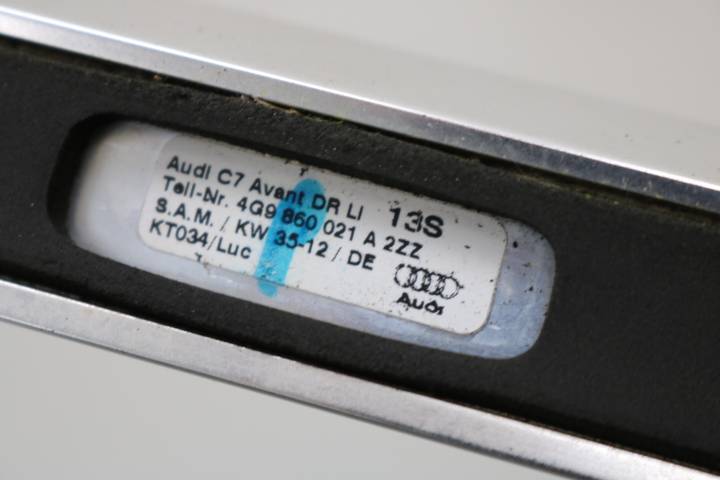 Audi C7 Avant DR LI 13S
Teil-Nr. 4G9 860 021 A 2ZZ
S.A.M. / KW 35-12 / DE
KT034/Luc
Audi